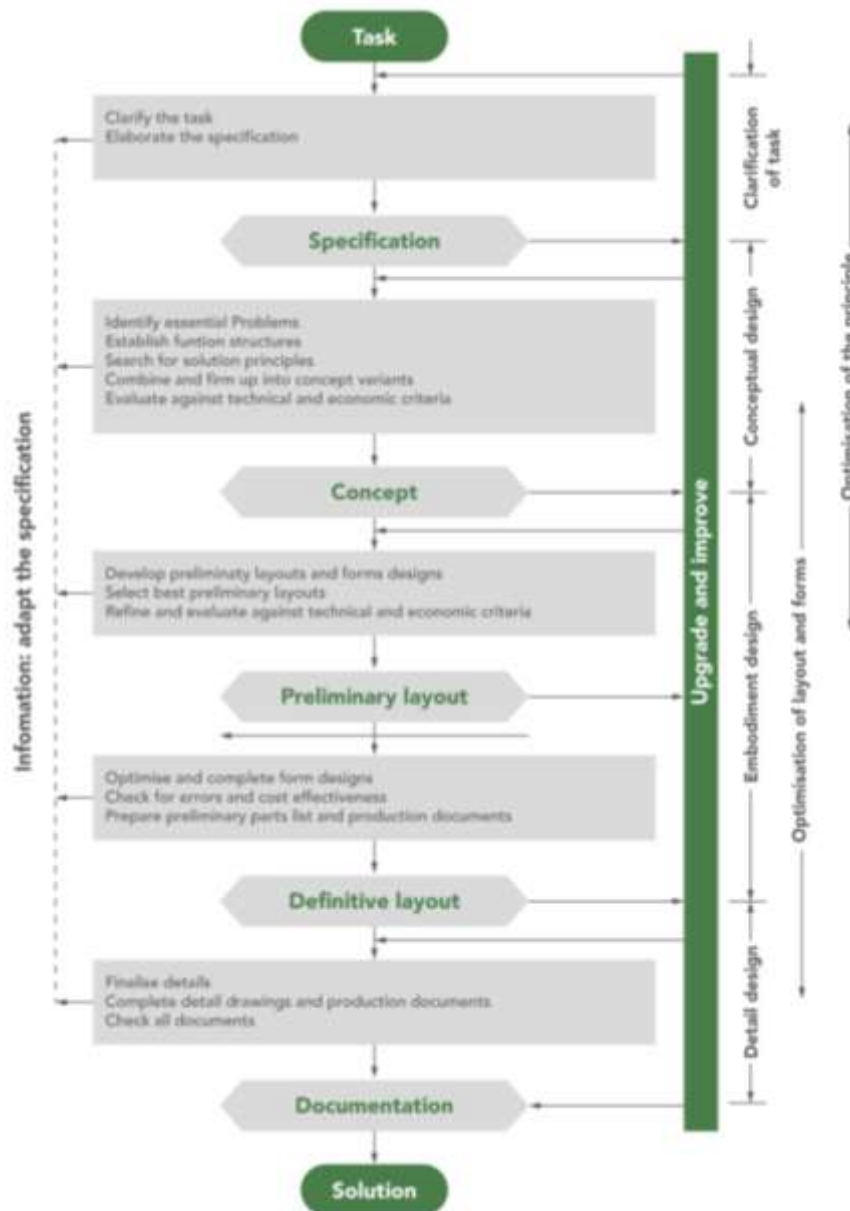 Task
Clarify the task
Elaborate the specification
Specification
Identify essential Problems
Establish funtion structures
Search for solution principles
Combine and firm up into concept variants
Evaluate against technical and economic criteria
Concept
Develop preliminaty layouts and forms designs
Select best preliminary layouts
Refine and evaluate against technical and economic criteria
Preliminary layout
Optimise and complete form designs
Check for errors and cost effectiveness
Prepare preliminary parts list and production documents
Definitive layout
Finalise details
Complete detail drawings and production documents
Check all documents
Documentation
Solution
Infomation: adapt the specification
Upgrade and improve
Clarification
of task
Conceptual design
Embodiment design
Detail design
Optimisation of layout and forms
Optimisation of the principle